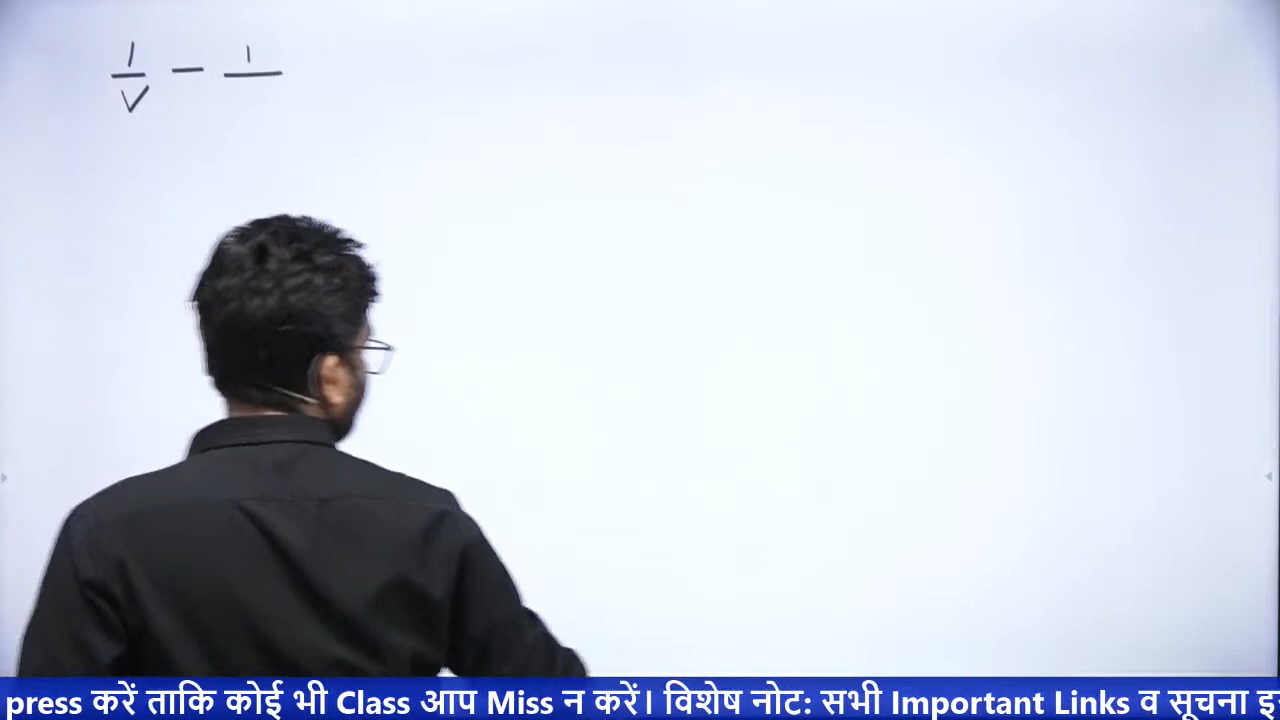 1/V - 1/
press करें ताकि कोई भी Class आप Miss न करें। विशेष नोट: सभी Important Links व सूचना इ